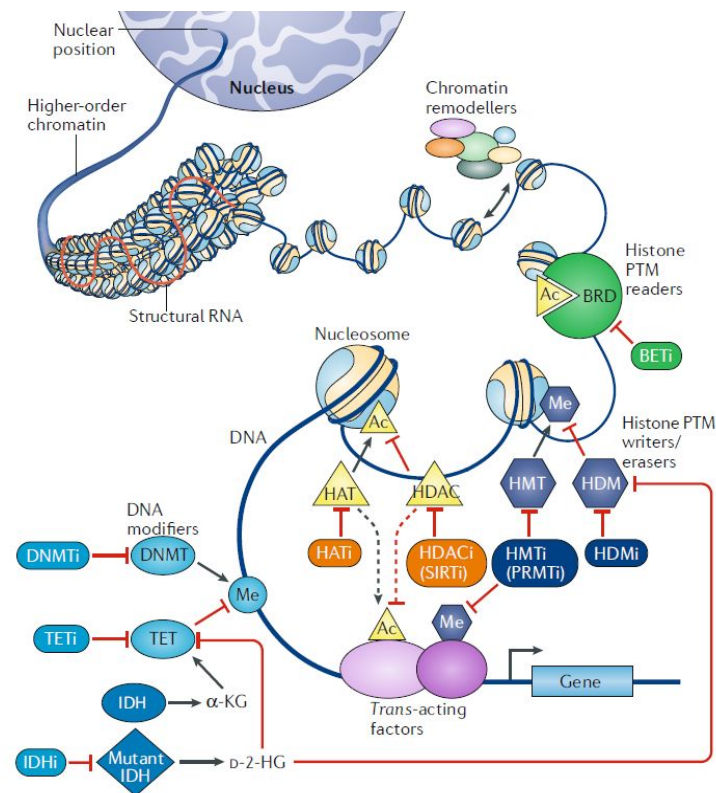 Nuclear
position
Nucleus
Higher-order
chromatin
Chromatin
remodellers
Structural RNA
Histone
PTM
readers
Ac
BRD
BETi
Nucleosome
Ac
Me
DNA
Histone PTM
writers/
erasers
HAT
HDAC
HMT
HDM
DNA
modifiers
DNMTi
DNMT
HATi
HDACi
(SIRTi)
HMTi
(PRMTi)
HDMi
Me
TETi
TET
Ac
Me
IDH
α-KG
Trans-acting
factors
Gene
IDHi
Mutant
IDH
D-2-HG